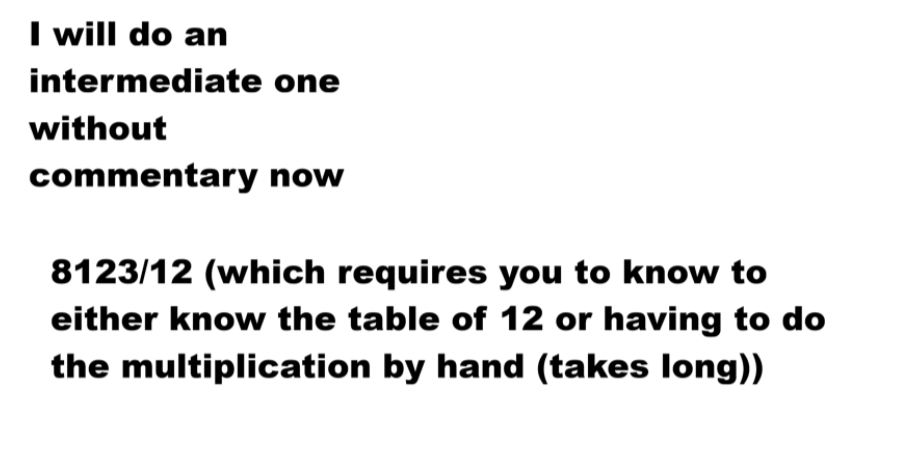 I will do an
intermediate one
without
commentary now
8123/12 (which requires you to know to
either know the table of 12 or having to do
the multiplication by hand (takes long))